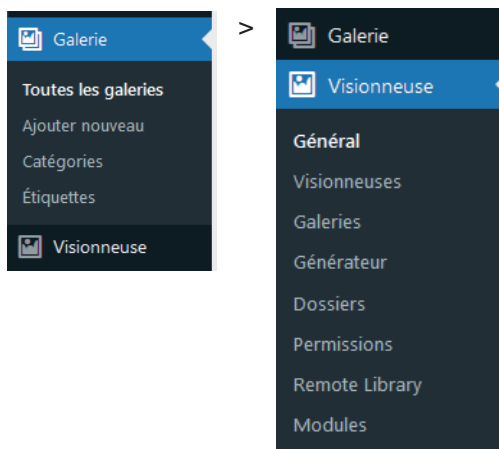 Galerie
Toutes les galeries
Ajouter nouveau
Catégories
Étiquettes
Visionneuse
>
Galerie
Visionneuse
Général
Visionneuses
Galeries
Générateur
Dossiers
Permissions
Remote Library
Modules